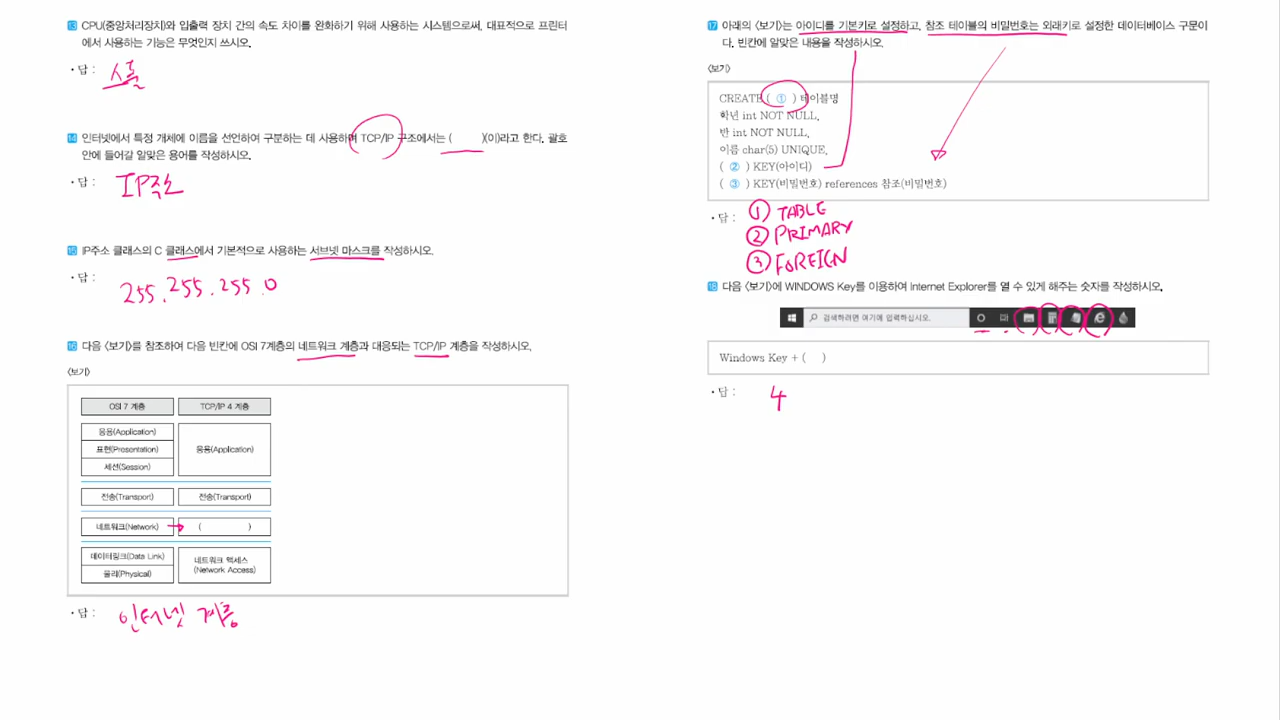 13 CPU(중앙처리장치)와 입출력 장치 간의 속도 차이를 완화하기 위해 사용하는 시스템으로써, 대표적으로 프린터
에서 사용하는 기능은 무엇인지 쓰시오.
• 답 : 스풀
14 인터넷에서 특정 개체에 이름을 선언하여 구분하는 데 사용하며 TCP/IP 구조에서는 ( )(이)라고 한다. 괄호
안에 들어갈 알맞은 용어를 작성하시오.
• 답 : IP주소
15 IP주소 클래스의 C 클래스에서 기본적으로 사용하는 서브넷 마스크를 작성하시오.
• 답 : 255.255.255.0
16 다음 〈보기〉를 참조하여 다음 빈칸에 OSI 7계층의 네트워크 계층과 대응되는 TCP/IP 계층을 작성하시오.
〈보기〉
OSI 7 계층 TCP/IP 4 계층
응용(Application)
표현(Presentation) 응용(Application)
세션(Session)
전송(Transport) 전송(Transport)
네트워크(Network) → ( )
데이터링크(Data Link) 네트워크 액세스
물리(Physical) (Network Access)
• 답 : 인터넷 계층
17 아래의 〈보기〉는 아이디를 기본키로 설정하고, 참조 테이블의 비밀번호는 외래키로 설정한 데이터베이스 구문이
다. 빈칸에 알맞은 내용을 작성하시오.
〈보기〉
CREATE ( ① ) 테이블명
학년 int NOT NULL,
반 int NOT NULL,
이름 char(5) UNIQUE,
( ② ) KEY(아이디)
( ③ ) KEY(비밀번호) references 참조(비밀번호)
• 답 : ① TABLE
② PRIMARY
③ FOREIGN
18 다음 〈보기〉에 WINDOWS Key를 이용하여 Internet Explorer를 열 수 있게 해주는 숫자를 작성하시오.
검색하려면 여기에 입력하십시오.
Windows Key + ( )
• 답 : 4